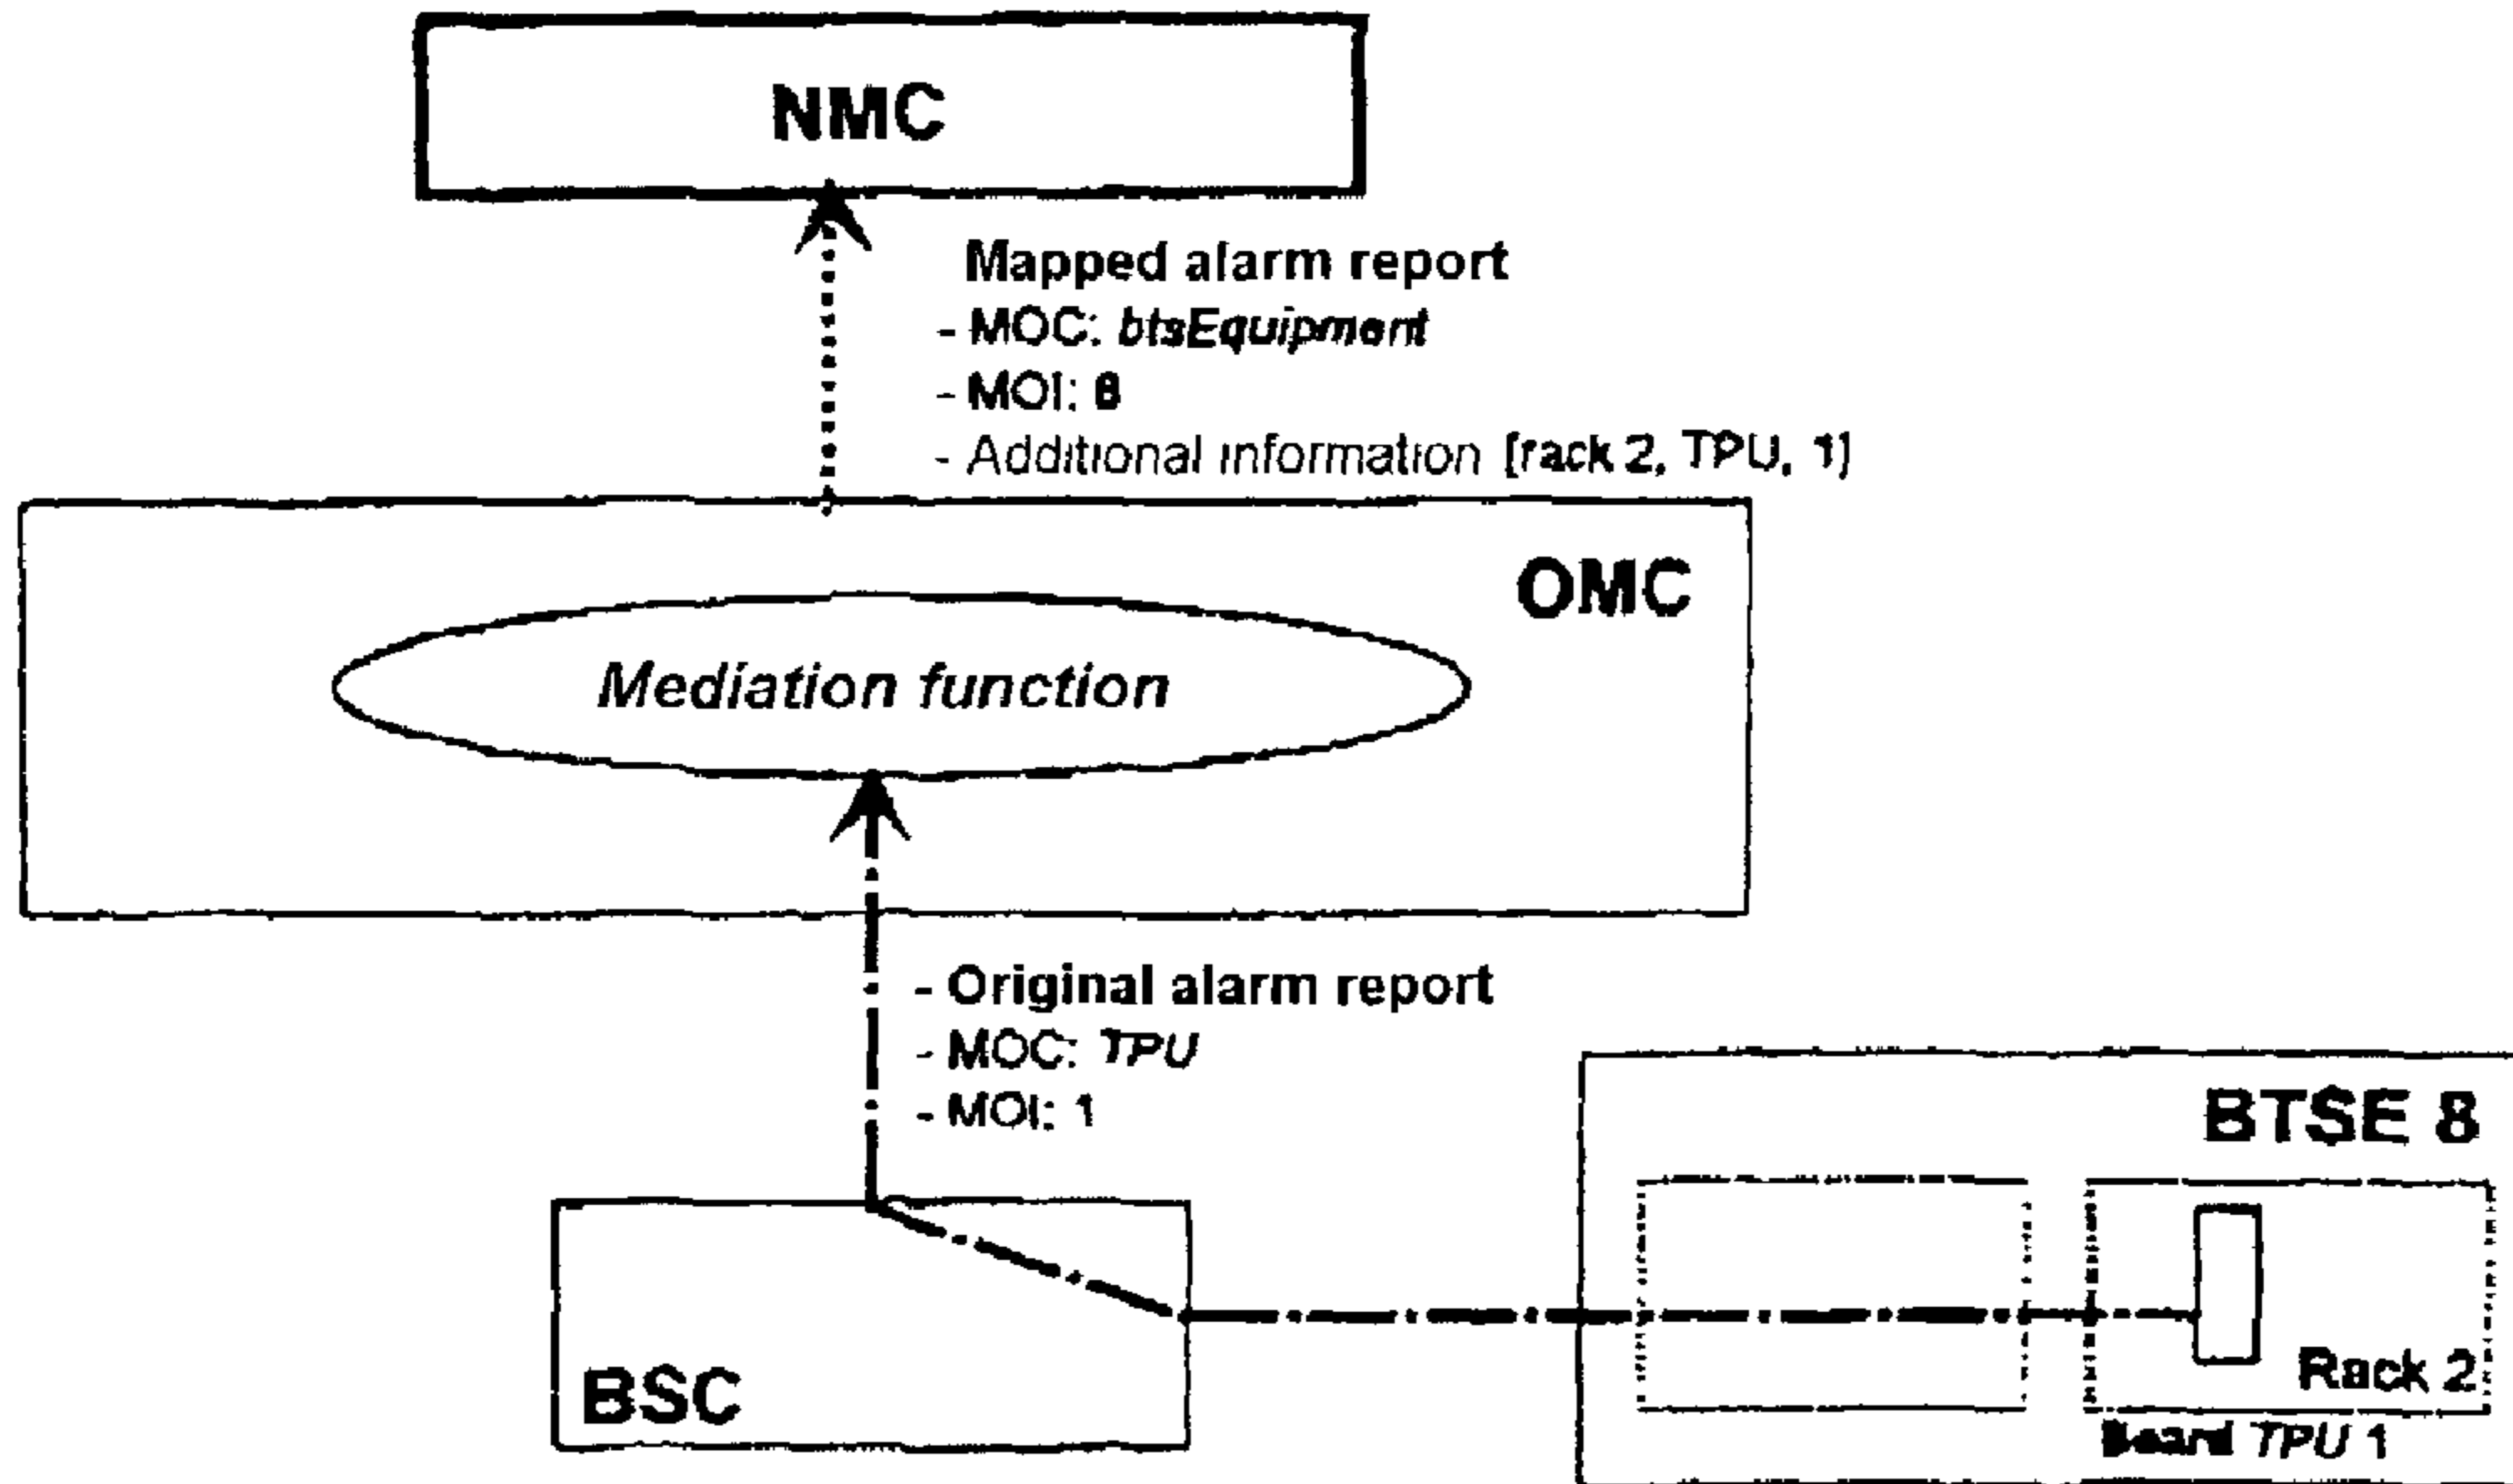 NMC
Mapped alarm report
- MOC: btsEquipment
- MOI: 8
- Additional information [rack 2, TPU, 1]
OMC
Mediation function
- Original alarm report
- MOC: TPU
- MOI: 1
BTSE 8
BSC
Rack 2
Board TPU 1